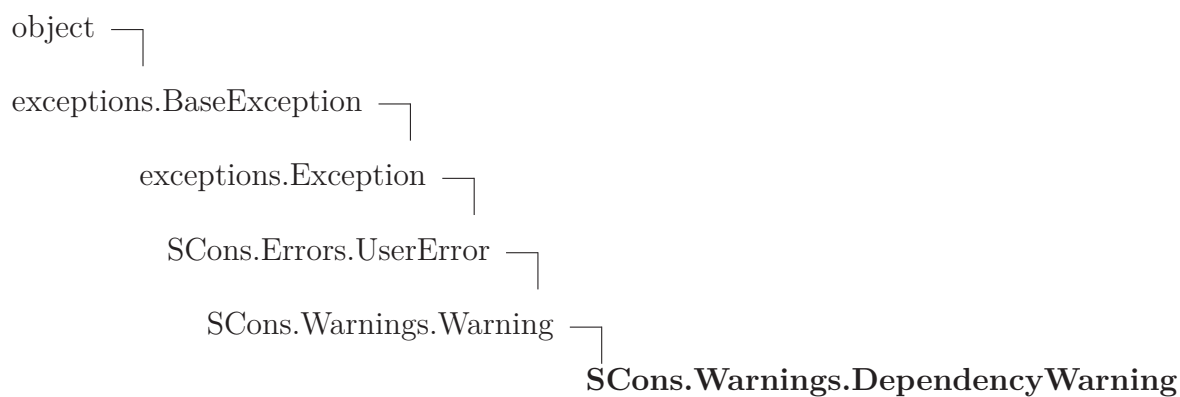 object
exceptions.BaseException
exceptions.Exception
SCons.Errors.UserError
SCons.Warnings.Warning
SCons.Warnings.DependencyWarning